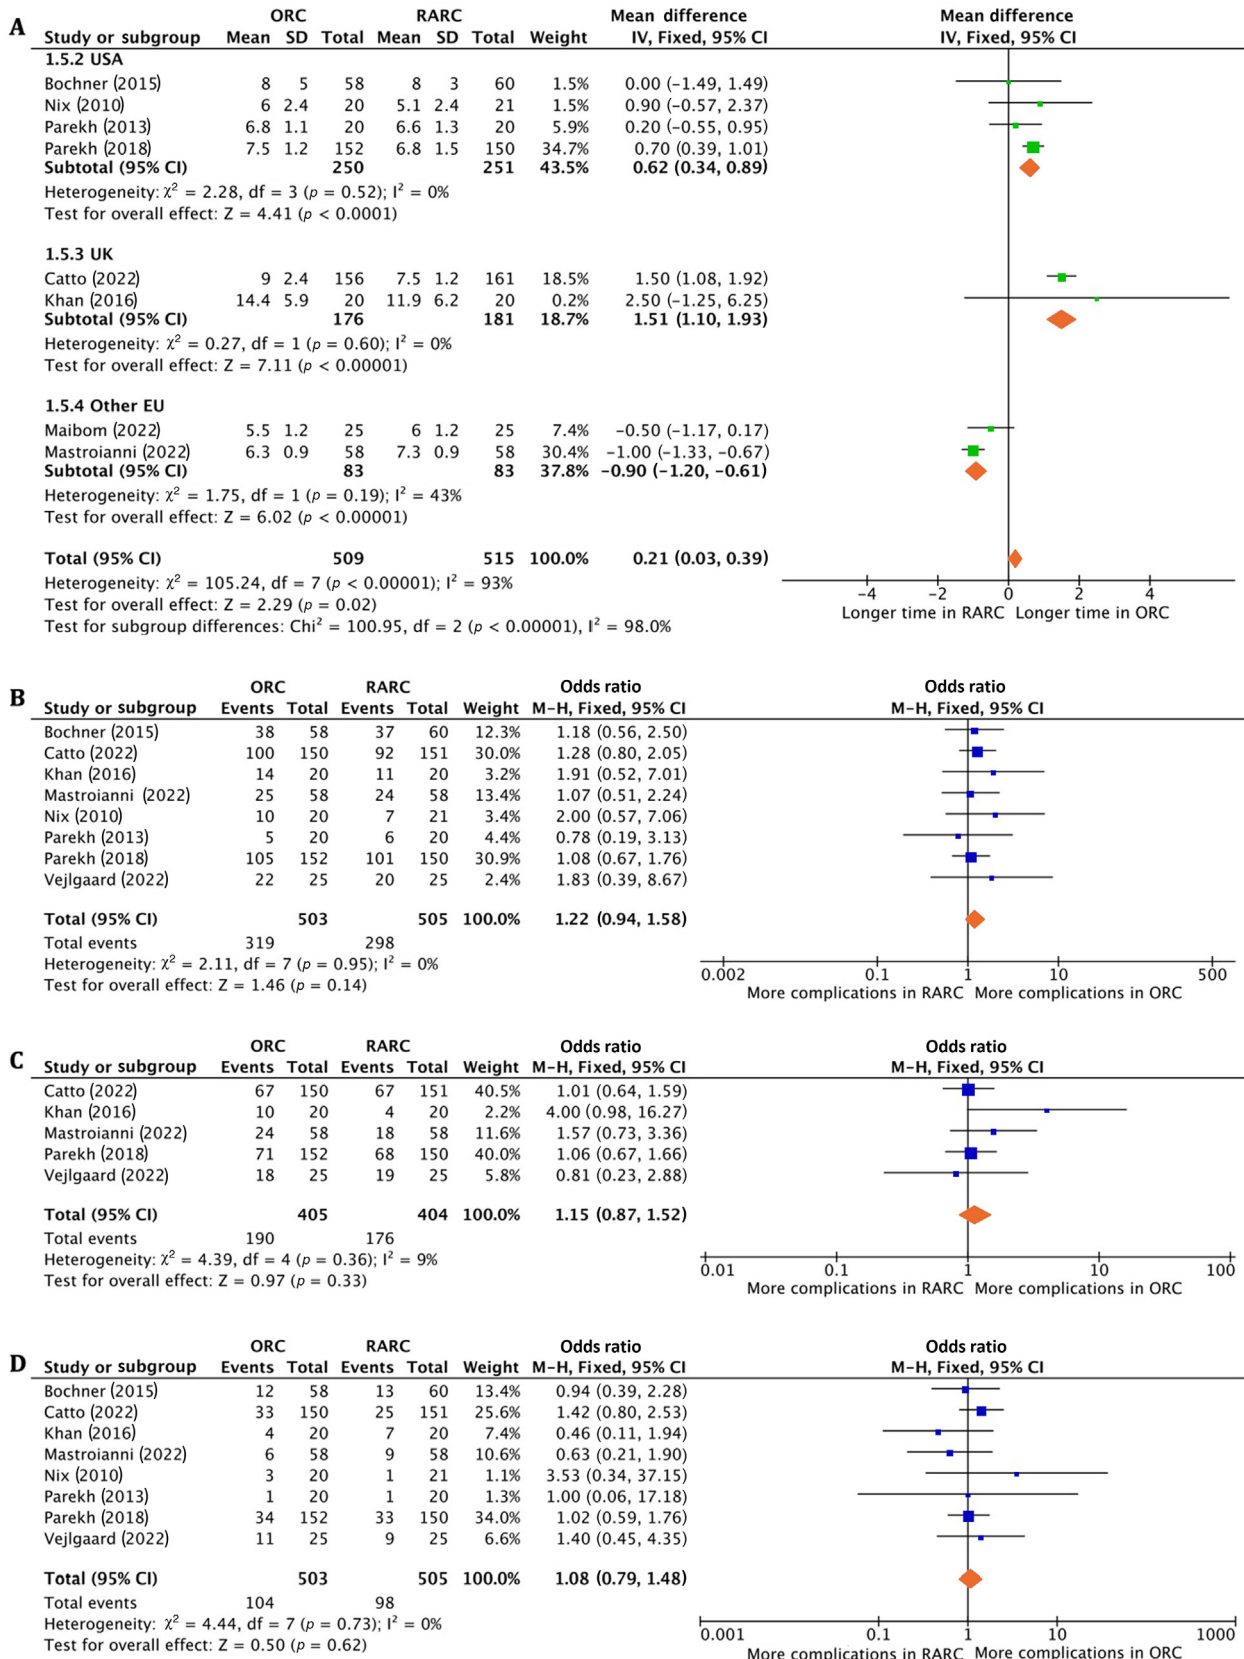 A
ORC RARC Mean difference Mean difference
Study or subgroup Mean SD Total Mean SD Total Weight IV, Fixed, 95% CI IV, Fixed, 95% CI
1.5.2 USA
Bochner (2015) 8 5 58 8 3 60 1.5% 0.00 (−1.49, 1.49)
Nix (2010) 6 2.4 20 5.1 2.4 21 1.5% 0.90 (−0.57, 2.37)
Parekh (2013) 6.8 1.1 20 6.6 1.3 20 5.9% 0.20 (−0.55, 0.95)
Parekh (2018) 7.5 1.2 152 6.8 1.5 150 34.7% 0.70 (0.39, 1.01)
Subtotal (95% CI) 250 251 43.5% 0.62 (0.34, 0.89)
Heterogeneity: χ² = 2.28, df = 3 (p = 0.52); I² = 0%
Test for overall effect: Z = 4.41 (p < 0.0001)
1.5.3 UK
Catto (2022) 9 2.4 156 7.5 1.2 161 18.5% 1.50 (1.08, 1.92)
Khan (2016) 14.4 5.9 20 11.9 6.2 20 0.2% 2.50 (−1.25, 6.25)
Subtotal (95% CI) 176 181 18.7% 1.51 (1.10, 1.93)
Heterogeneity: χ² = 0.27, df = 1 (p = 0.60); I² = 0%
Test for overall effect: Z = 7.11 (p < 0.00001)
1.5.4 Other EU
Maibom (2022) 5.5 1.2 25 6 1.2 25 7.4% −0.50 (−1.17, 0.17)
Mastroianni (2022) 6.3 0.9 58 7.3 0.9 58 30.4% −1.00 (−1.33, −0.67)
Subtotal (95% CI) 83 83 37.8% −0.90 (−1.20, −0.61)
Heterogeneity: χ² = 1.75, df = 1 (p = 0.19); I² = 43%
Test for overall effect: Z = 6.02 (p < 0.00001)
Total (95% CI) 509 515 100.0% 0.21 (0.03, 0.39)
Heterogeneity: χ² = 105.24, df = 7 (p < 0.00001); I² = 93%
Test for overall effect: Z = 2.29 (p = 0.02)
Test for subgroup differences: Chi² = 100.95, df = 2 (p < 0.00001), I² = 98.0%
−4 −2 0 2 4
Longer time in RARC Longer time in ORC
B
ORC RARC Odds ratio Odds ratio
Study or subgroup Events Total Events Total Weight M−H, Fixed, 95% CI M−H, Fixed, 95% CI
Bochner (2015) 38 58 37 60 12.3% 1.18 (0.56, 2.50)
Catto (2022) 100 150 92 151 30.0% 1.28 (0.80, 2.05)
Khan (2016) 14 20 11 20 3.2% 1.91 (0.52, 7.01)
Mastroianni (2022) 25 58 24 58 13.4% 1.07 (0.51, 2.24)
Nix (2010) 10 20 7 21 3.4% 2.00 (0.57, 7.06)
Parekh (2013) 5 20 6 20 4.4% 0.78 (0.19, 3.13)
Parekh (2018) 105 152 101 150 30.9% 1.08 (0.67, 1.76)
Vejlgaard (2022) 22 25 20 25 2.4% 1.83 (0.39, 8.67)
Total (95% CI) 503 505 100.0% 1.22 (0.94, 1.58)
Total events 319 298
Heterogeneity: χ² = 2.11, df = 7 (p = 0.95); I² = 0%
Test for overall effect: Z = 1.46 (p = 0.14)
0.002 0.1 1 10 500
More complications in RARC More complications in ORC
C
ORC RARC Odds ratio Odds ratio
Study or subgroup Events Total Events Total Weight M−H, Fixed, 95% CI M−H, Fixed, 95% CI
Catto (2022) 67 150 67 151 40.5% 1.01 (0.64, 1.59)
Khan (2016) 10 20 4 20 2.2% 4.00 (0.98, 16.27)
Mastroianni (2022) 24 58 18 58 11.6% 1.57 (0.73, 3.36)
Parekh (2018) 71 152 68 150 40.0% 1.06 (0.67, 1.66)
Vejlgaard (2022) 18 25 19 25 5.8% 0.81 (0.23, 2.88)
Total (95% CI) 405 404 100.0% 1.15 (0.87, 1.52)
Total events 190 176
Heterogeneity: χ² = 4.39, df = 4 (p = 0.36); I² = 9%
Test for overall effect: Z = 0.97 (p = 0.33)
0.01 0.1 1 10 100
More complications in RARC More complications in ORC
D
ORC RARC Odds ratio Odds ratio
Study or subgroup Events Total Events Total Weight M−H, Fixed, 95% CI M−H, Fixed, 95% CI
Bochner (2015) 12 58 13 60 13.4% 0.94 (0.39, 2.28)
Catto (2022) 33 150 25 151 25.6% 1.42 (0.80, 2.53)
Khan (2016) 4 20 7 20 7.4% 0.46 (0.11, 1.94)
Mastroianni (2022) 6 58 9 58 10.6% 0.63 (0.21, 1.90)
Nix (2010) 3 20 1 21 1.1% 3.53 (0.34, 37.15)
Parekh (2013) 1 20 1 20 1.3% 1.00 (0.06, 17.18)
Parekh (2018) 34 152 33 150 34.0% 1.02 (0.59, 1.76)
Vejlgaard (2022) 11 25 9 25 6.6% 1.40 (0.45, 4.35)
Total (95% CI) 503 505 100.0% 1.08 (0.79, 1.48)
Total events 104 98
Heterogeneity: χ² = 4.44, df = 7 (p = 0.73); I² = 0%
Test for overall effect: Z = 0.50 (p = 0.62)
0.001 0.1 1 10 1000
More complications in RARC More complications in ORC